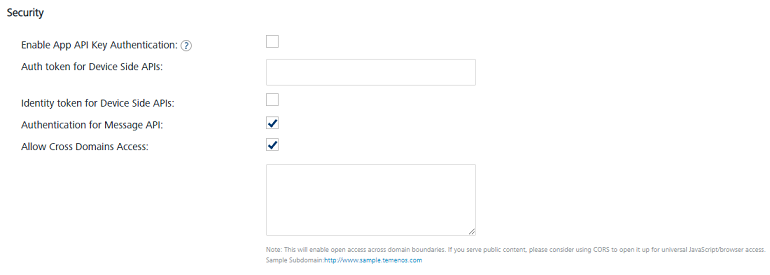 Security
Enable App API Key Authentication: ?
Auth token for Device Side APIs:
Identity token for Device Side APIs:
Authentication for Message API:
Allow Cross Domains Access:
Note: This will enable open access across domain boundaries. If you serve public content, please consider using CORS to open it up for universal JavaScript/browser access.
Sample Subdomain:http://www.sample.temenos.com